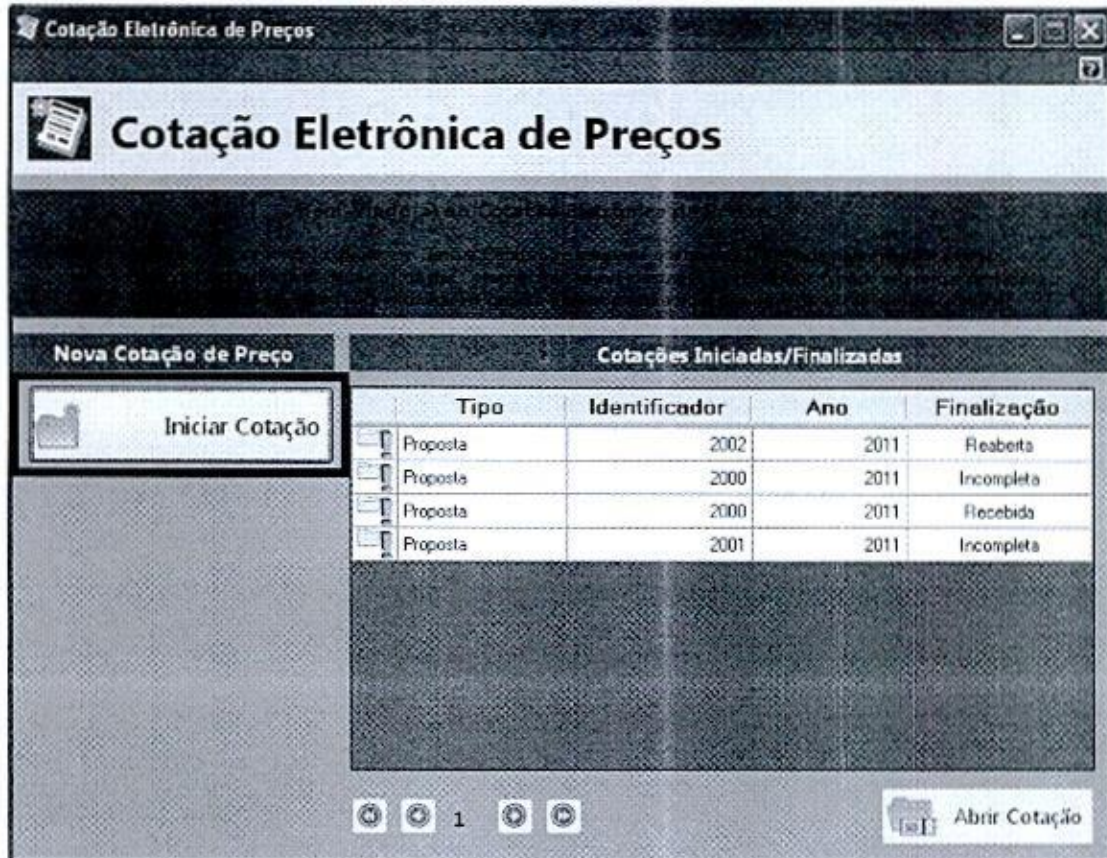 Cotação Eletrônica de Preços
Cotação Eletrônica de Preços
Nova Cotação de Preço
Cotações Iniciadas/Finalizadas
Iniciar Cotação
Tipo Identificador Ano Finalização
Proposta 2002 2011 Reaberta
Proposta 2000 2011 Incompleta
Proposta 2000 2011 Recebida
Proposta 2001 2011 Incompleta
1
Abrir Cotação